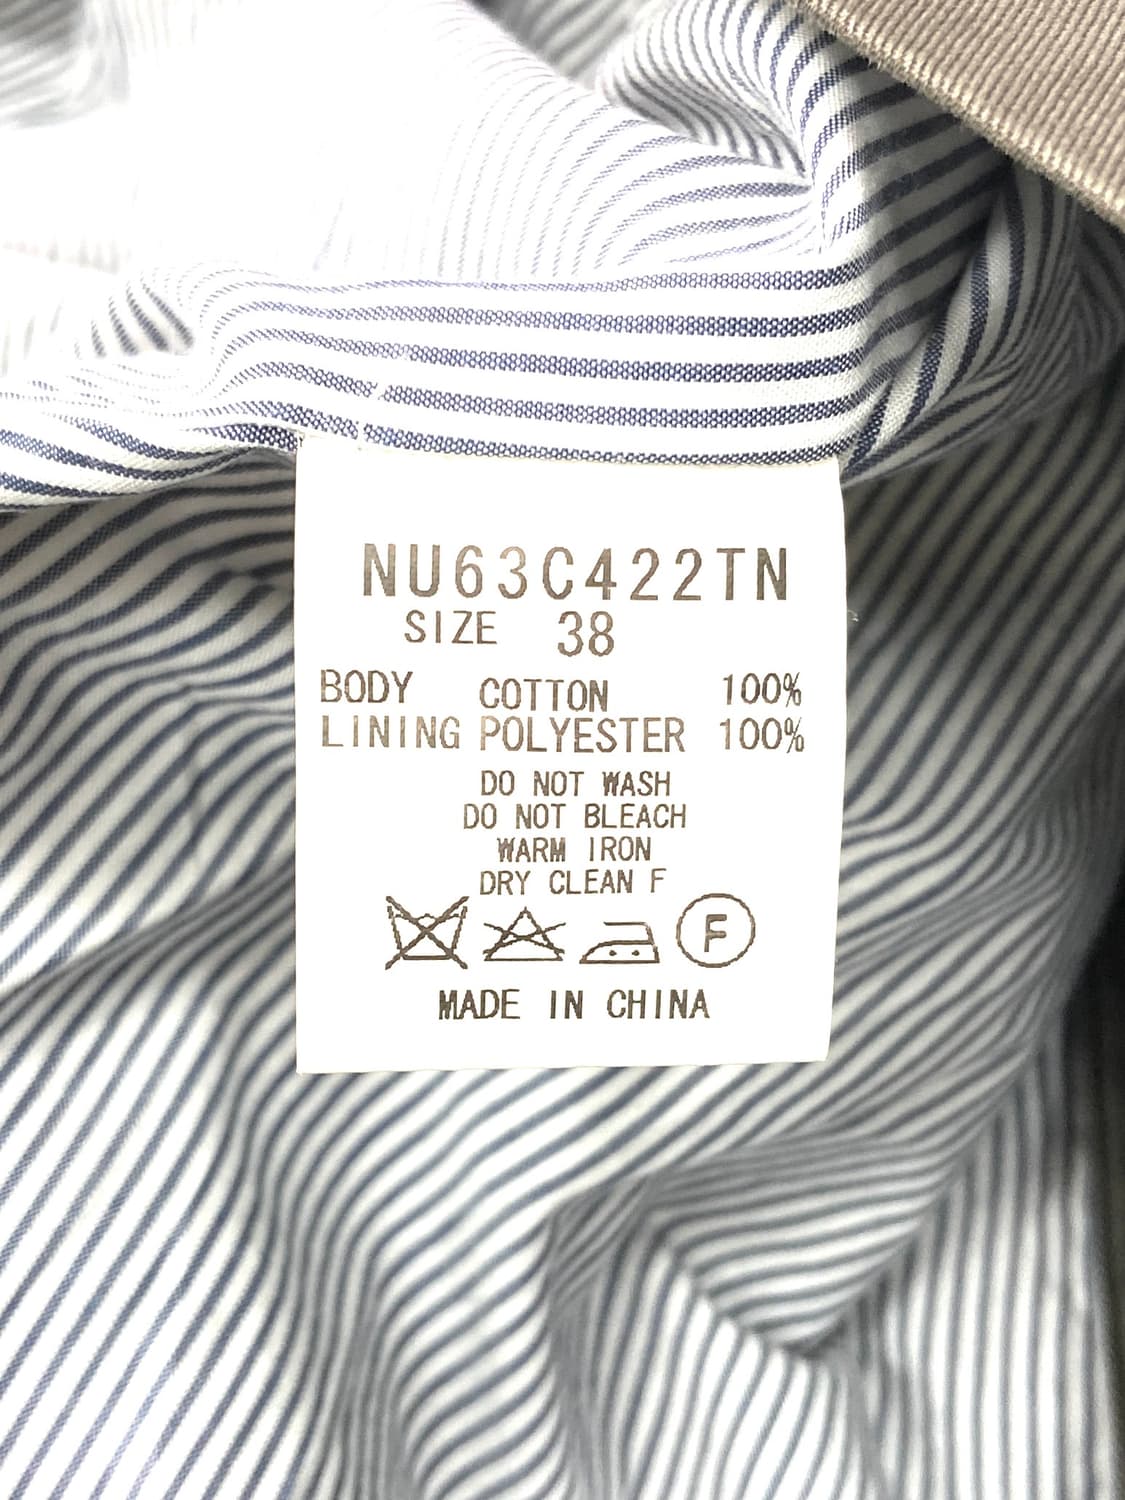 NU63C422TN
SIZE 38
BODY COTTON 100%
LINING POLYESTER 100%
DO NOT WASH
DO NOT BLEACH
WARM IRON
DRY CLEAN F
F
MADE IN CHINA